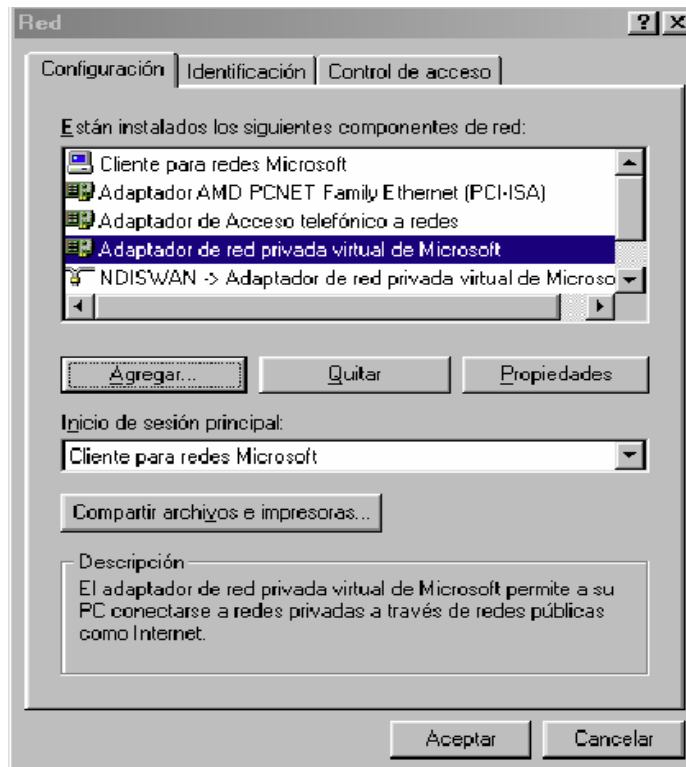 Red
Configuración Identificación Control de acceso
Están instalados los siguientes componentes de red:
Cliente para redes Microsoft
Adaptador AMD PCNET Family Ethernet (PCI-ISA)
Adaptador de Acceso telefónico a redes
Adaptador de red privada virtual de Microsoft
NDISWAN -> Adaptador de red privada virtual de Microso
Agregar... Quitar Propiedades
Inicio de sesión principal:
Cliente para redes Microsoft
Compartir archivos e impresoras...
Descripción
El adaptador de red privada virtual de Microsoft permite a su
PC conectarse a redes privadas a través de redes públicas
como Internet.
Aceptar Cancelar